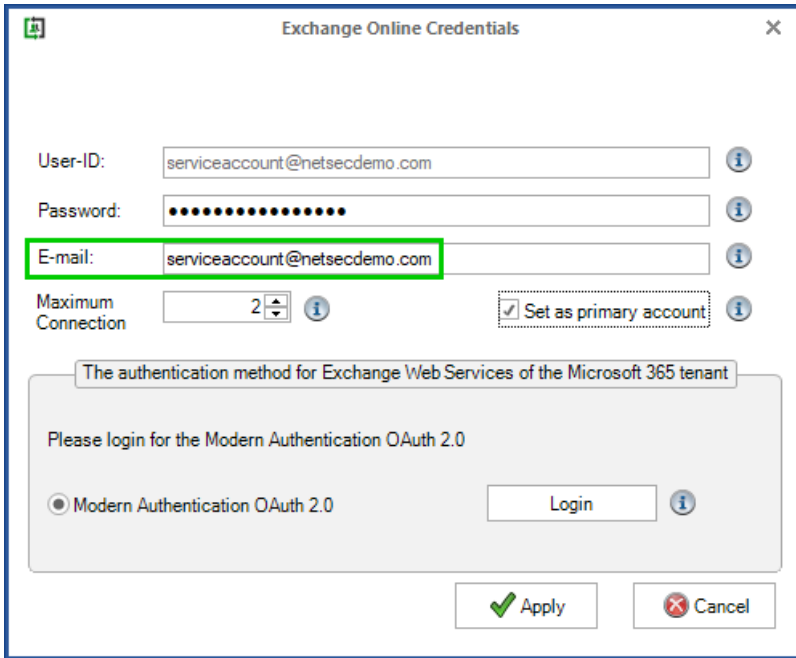 Exchange Online Credentials
User-ID: serviceaccount@netsecdemo.com
Password: ••••••••••••••••
E-mail: serviceaccount@netsecdemo.com
Maximum
Connection 2 Set as primary account
The authentication method for Exchange Web Services of the Microsoft 365 tenant
Please login for the Modern Authentication OAuth 2.0
Modern Authentication OAuth 2.0 Login
Apply Cancel